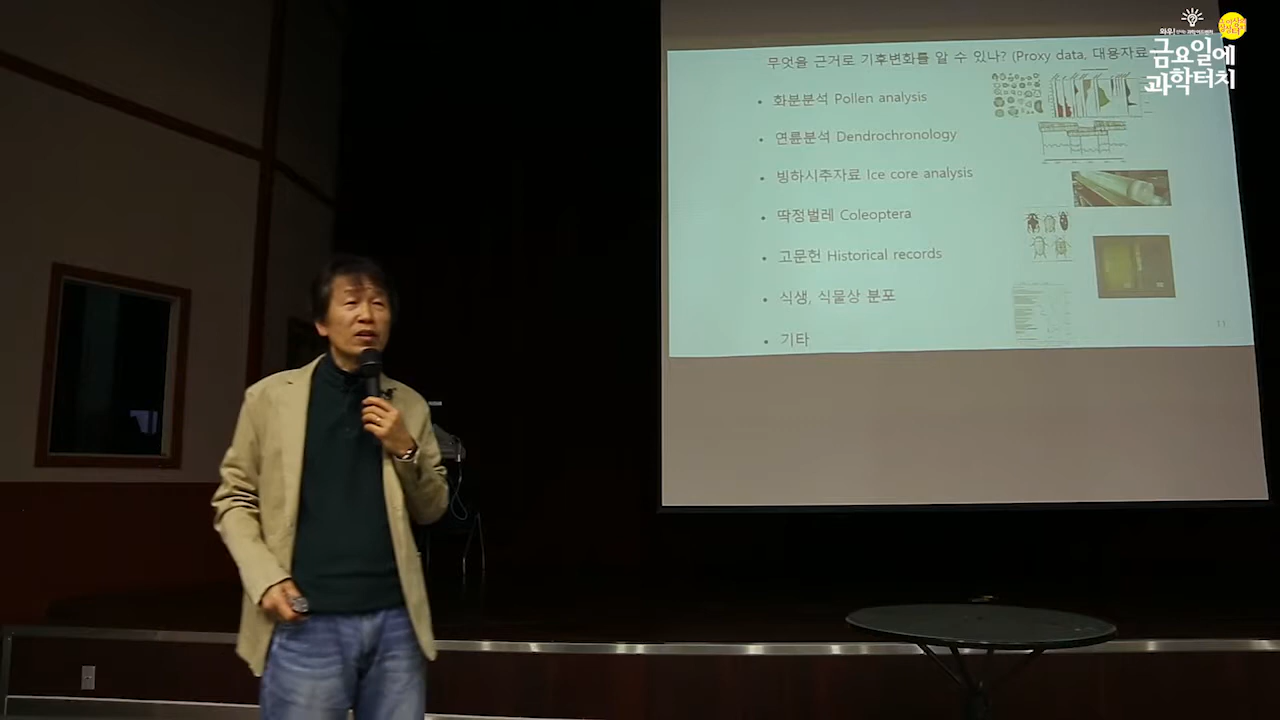 금요일에
과학터치
무엇을 근거로 기후변화를 알 수 있나? (Proxy data, 대용자료
• 화분분석 Pollen analysis
• 연륜분석 Dendrochronology
• 빙하시추자료 Ice core analysis
• 딱정벌레 Coleoptera
• 고문헌 Historical records
• 식생, 식물상 분포
• 기타
11